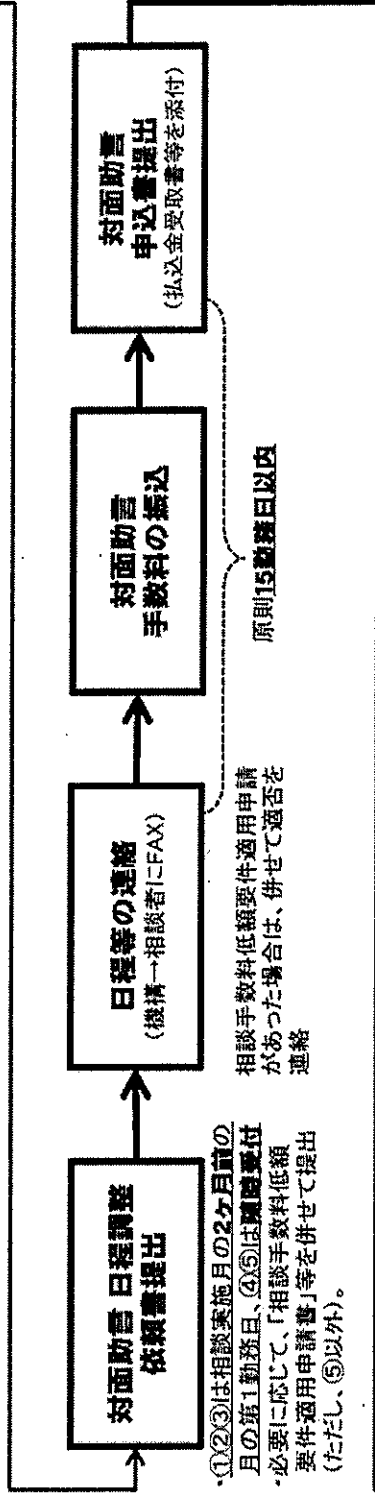 対面助言 日程調整
依頼書提出
・①②③は相談実施月の2ケ月前の
月の第1勤務日、④⑤は随時受付
・必要に応じて、「相談手数料低額
要件適用申請書」等を併せて提出
(ただし、⑤以外)。
日程等の連絡
(機構→相談者にFAX)
相談手数料低額要件適用申請
があった場合は、併せて適否を
連絡
対面助言
手数料の振込
原則15勤務日以内
対面助言
申込書提出
(払込金受取書等を添付)